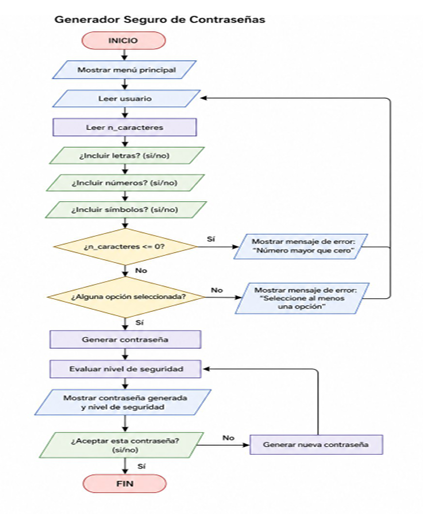 Generador Seguro de Contraseñas
INICIO
Mostrar menú principal
Leer usuario
Leer n_caracteres
¿Incluir letras? (si/no)
¿Incluir números? (si/no)
¿Incluir símbolos? (si/no)
¿n_caracteres <= 0?
Sí
Mostrar mensaje de error:
"Número mayor que cero"
No
¿Alguna opción seleccionada?
No
Mostrar mensaje de error:
"Seleccione al menos
una opción"
Sí
Generar contraseña
Evaluar nivel de seguridad
Mostrar contraseña generada
y nivel de seguridad
¿Aceptar esta contraseña?
(si/no)
No
Generar nueva contraseña
Sí
FIN